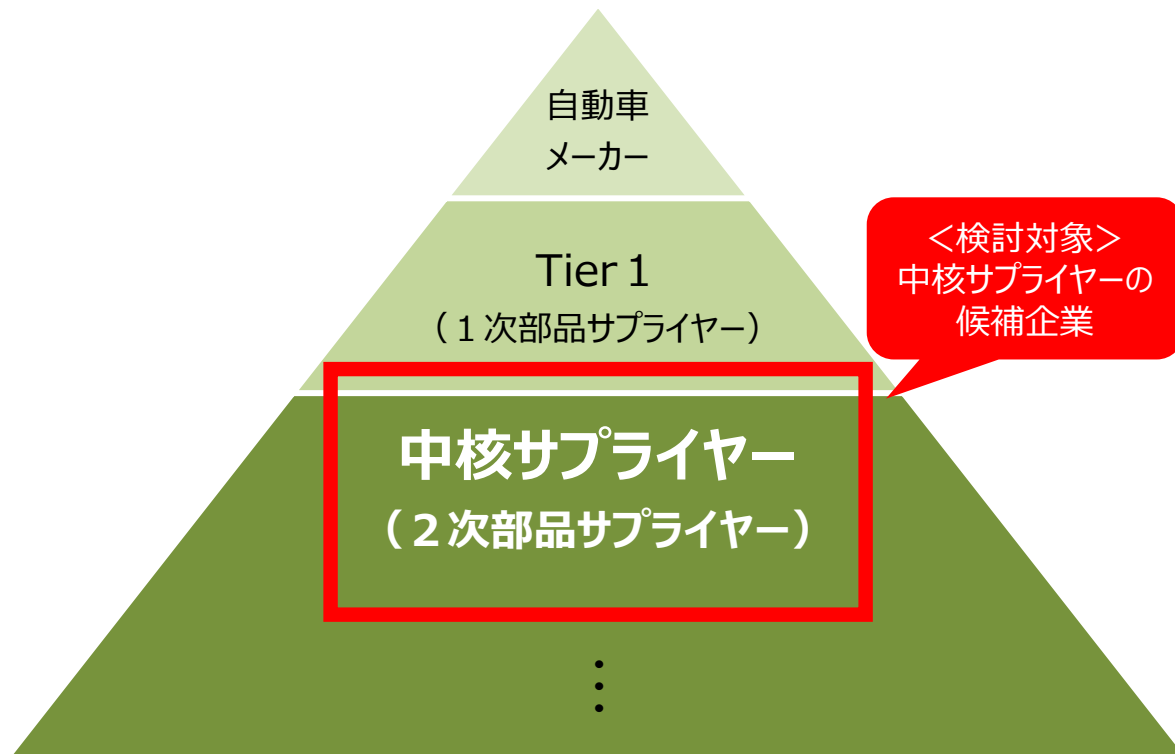 自動車
メーカー
Tier 1
（１次部品サプライヤー）
＜検討対象＞
中核サプライヤーの
候補企業
中核サプライヤー
（２次部品サプライヤー）
⋮